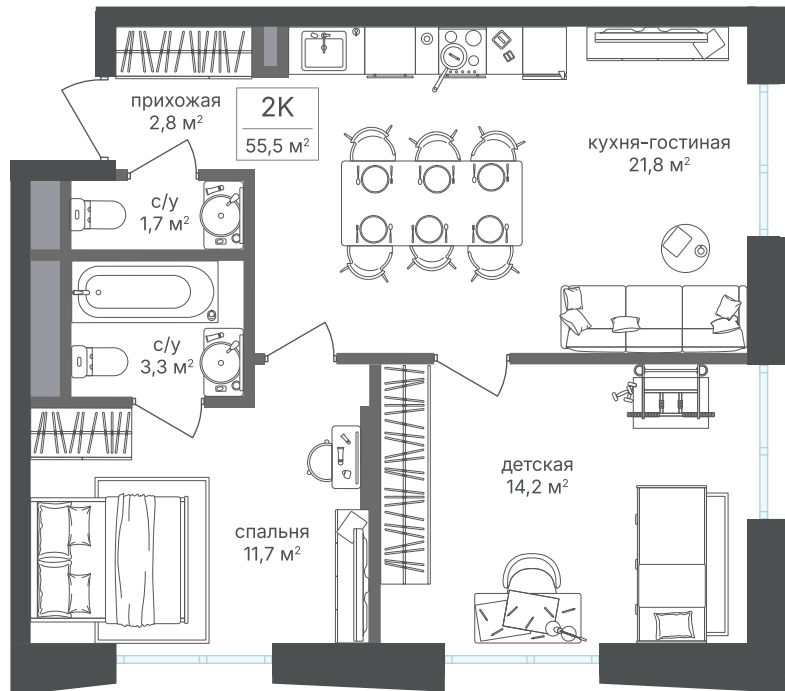 прихожая
2,8 м²
2К
55,5 м²
кухня-гостиная
21,8 м²
с/у
1,7 м²
с/у
3,3 м²
детская
14,2 м²
спальня
11,7 м²